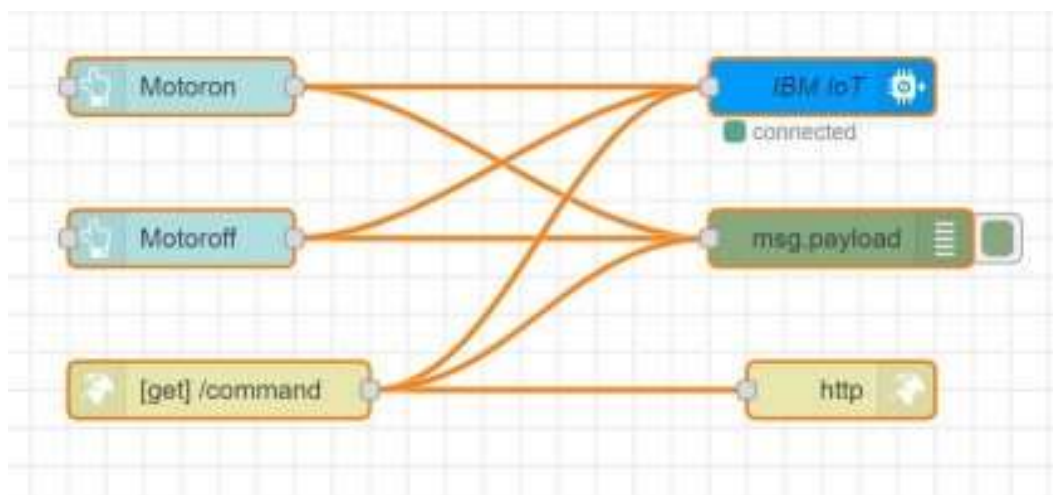 Motoron
IBM IoT
connected
Motoroff
msg.payload
[get] /command
http